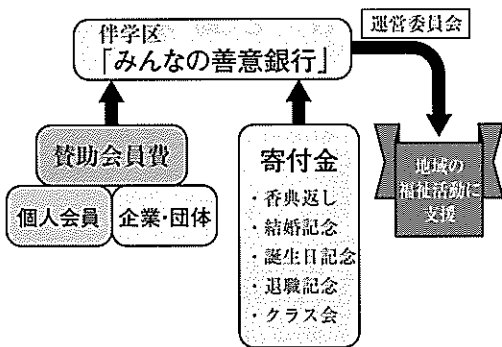 伴学区
「みんなの善意銀行」
運営委員会
賛助会員費
個人会員
企業・団体
寄付金
・香典返し
・結婚記念
・誕生日記念
・退職記念
・クラス会
地域の
福祉活動に
支援